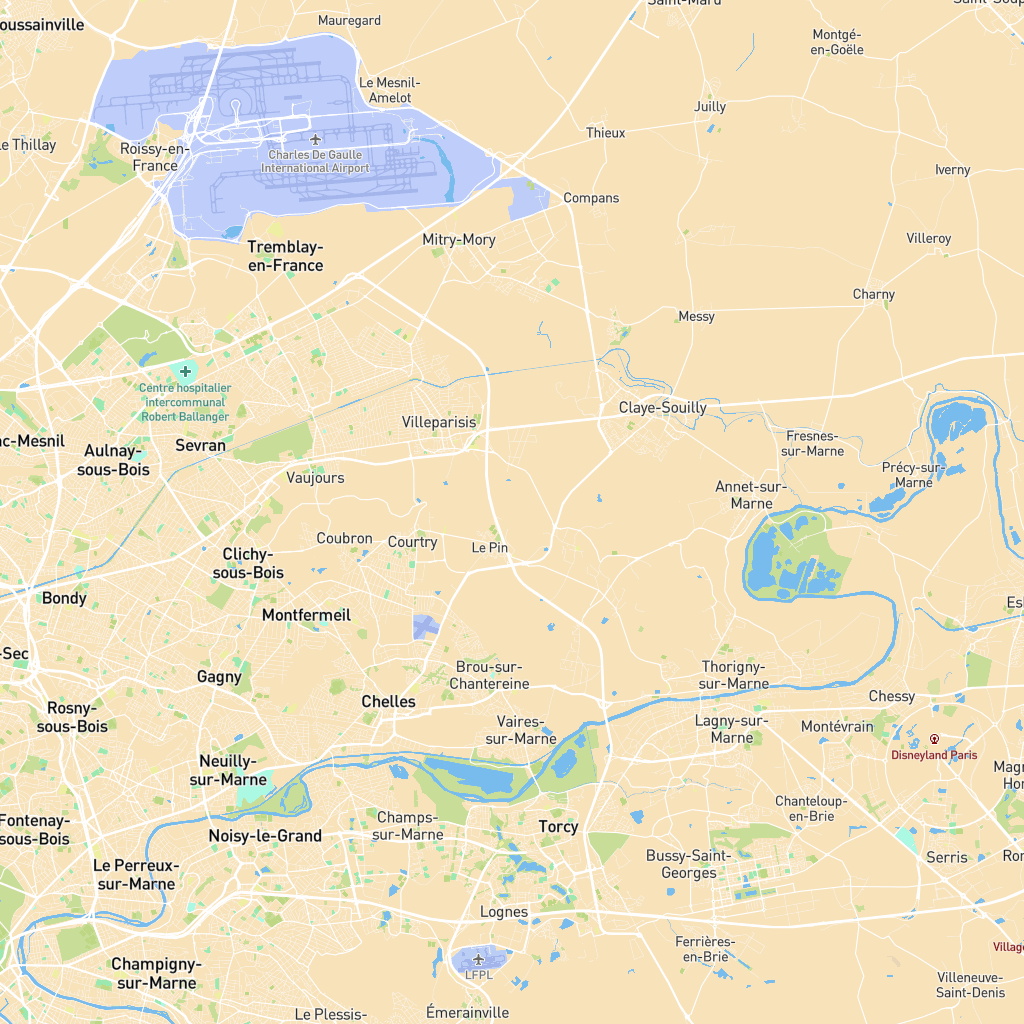 Saint-Mard
Mauregard
oussainville
Montgé-
en-Goële
Le Mesnil-
Amelot
Juilly
Thieux
Le Thillay
Roissy-en-
France
Charles De Gaulle
International Airport
Iverny
Compans
Mitry-Mory
Villeroy
Tremblay-
en-France
Charny
Messy
Centre hospitalier
intercommunal
Robert Ballanger
Claye-Souilly
Villeparisis
nc-Mesnil
Aulnay-
sous-Bois
Sevran
Fresnes-
sur-Marne
Précy-sur-
Marne
Vaujours
Annet-sur-
Marne
Coubron
Courtry
Le Pin
Clichy-
sous-Bois
Bondy
Montfermeil
Esb
-Sec
Gagny
Brou-sur-
Chantereine
Thorigny-
sur-Marne
Chessy
Chelles
Rosny-
sous-Bois
Vaires-
sur-Marne
Lagny-sur-
Marne
Montévrain
Disneyland Paris
Neuilly-
sur-Marne
Magn
Ho
Chanteloup-
en-Brie
Fontenay-
sous-Bois
Noisy-le-Grand
Champs-
sur-Marne
Torcy
Bussy-Saint-
Georges
Serris
Ro
Le Perreux-
sur-Marne
Lognes
Ferrières-
en-Brie
Village
LFPL
Champigny-
sur-Marne
Villeneuve-
Saint-Denis
Le Plessis-
Émerainville